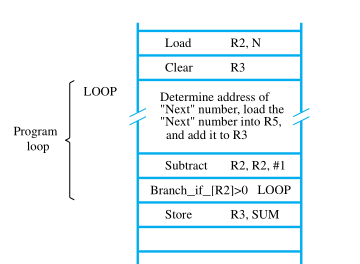 Load R2, N
Clear R3
LOOP
Determine address of
"Next" number, load the
"Next" number into R5,
and add it to R3
Program
loop
Subtract R2, R2, #1
Branch_if_[R2]>0 LOOP
Store R3, SUM